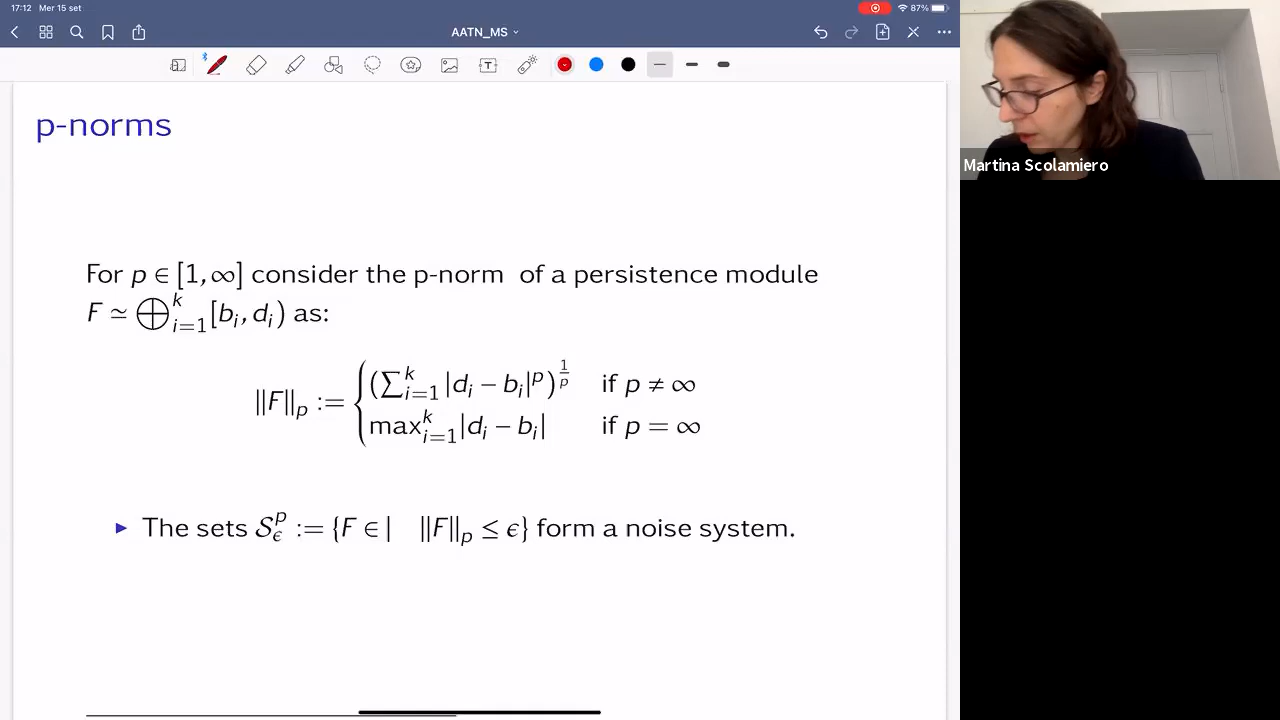 17:12 Mer 15 set
87%
AATN_MS
T
p-norms
Martina Scolamiero
For p ∈ [1, ∞] consider the p-norm of a persistence module
F ≃ ⨁ᵏᵢ₌₁ [bᵢ, dᵢ) as:
‖F‖ₚ := { (∑ᵏᵢ₌₁ |dᵢ − bᵢ|ᵖ)^{1/p} if p ≠ ∞
maxᵏᵢ₌₁ |dᵢ − bᵢ| if p = ∞
▶ The sets 𝒮ᵖ_ϵ := {F ∈ | ‖F‖ₚ ≤ ϵ} form a noise system.